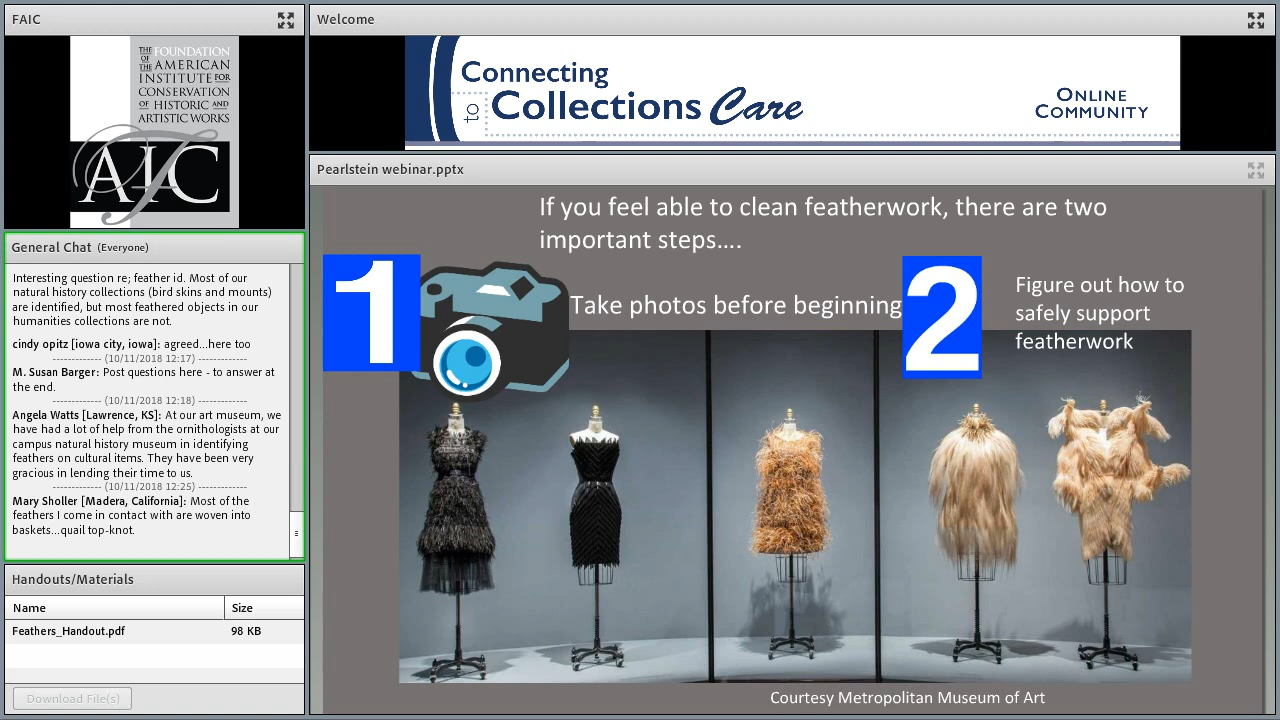 FAIC
THE FOUNDATION
OF THE AMERICAN
INSTITUTE FOR
CONSERVATION
OF HISTORIC AND
ARTISTIC WORKS
AIC
General Chat (Everyone)
Interesting question re; feather id. Most of our
natural history collections (bird skins and mounts)
are identified, but most feathered objects in our
humanities collections are not.
cindy opitz [iowa city, iowa]: agreed...here too
------------- (10/11/2018 12:17) -------------
M. Susan Barger: Post questions here - to answer at
the end.
------------- (10/11/2018 12:18) -------------
Angela Watts [Lawrence, KS]: At our art museum, we
have had a lot of help from the ornithologists at our
campus natural history museum in identifying
feathers on cultural items. They have been very
gracious in lending their time to us.
------------- (10/11/2018 12:25) -------------
Mary Sholler [Madera, California]: Most of the
feathers I come in contact with are woven into
baskets...quail top-knot.
Handouts/Materials
Name Size
Feathers_Handout.pdf 98 KB
Download File(s)
Welcome
Connecting
to Collections Care
ONLINE
COMMUNITY
Pearlstein webinar.pptx
If you feel able to clean featherwork, there are two
important steps....
1
Take photos before beginning
2
Figure out how to
safely support
featherwork
Courtesy Metropolitan Museum of Art